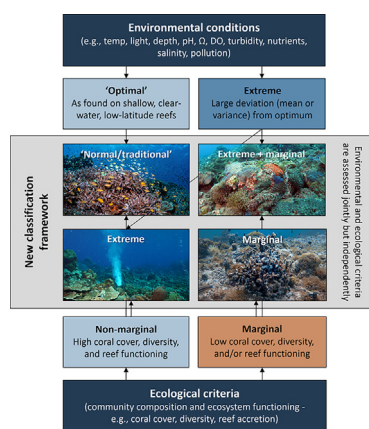 Environmental conditions
(e.g., temp, light, depth, pH, Ω, DO, turbidity, nutrients,
salinity, pollution)
'Optimal'
As found on shallow, clear-
water, low-latitude reefs
Extreme
Large deviation (mean or
variance) from optimum
New classification
framework
'Normal/traditional'
Extreme + marginal
Extreme
Marginal
Environmental and ecological criteria
are assessed jointly but independently
Non-marginal
High coral cover, diversity,
and reef functioning
Marginal
Low coral cover, diversity,
and/or reef functioning
Ecological criteria
(community composition and ecosystem functioning -
e.g., coral cover, diversity, reef accretion)